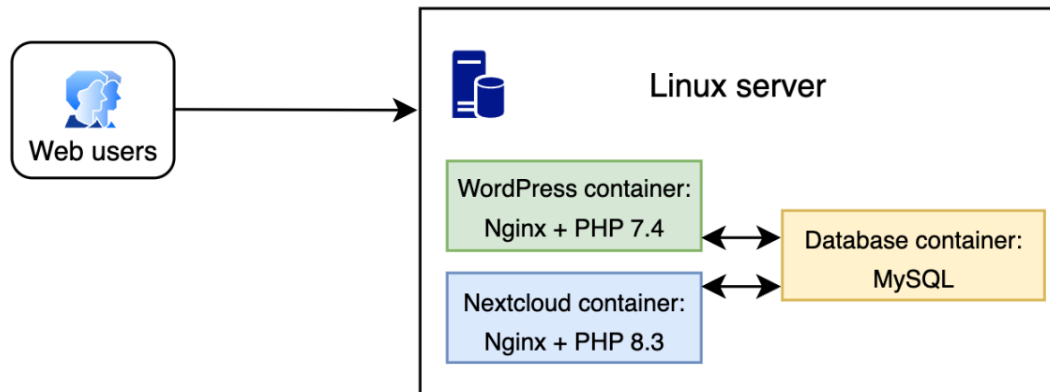 Web users
Linux server
WordPress container:
Nginx + PHP 7.4
Database container:
MySQL
Nextcloud container:
Nginx + PHP 8.3